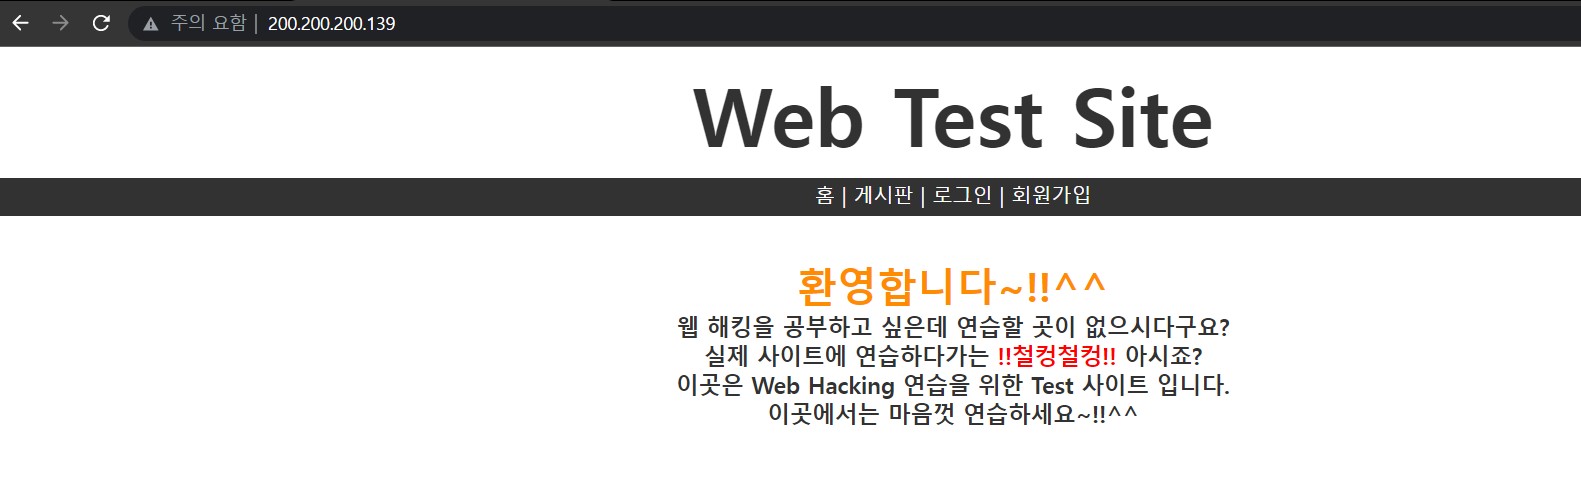 주의 요함 | 200.200.200.139
Web Test Site
홈 | 게시판 | 로그인 | 회원가입
환영합니다~!!^^
웹 해킹을 공부하고 싶은데 연습할 곳이 없으시다구요?
실제 사이트에 연습하다가는 !!철컹철컹!! 아시죠?
이곳은 Web Hacking 연습을 위한 Test 사이트 입니다.
이곳에서는 마음껏 연습하세요~!!^^